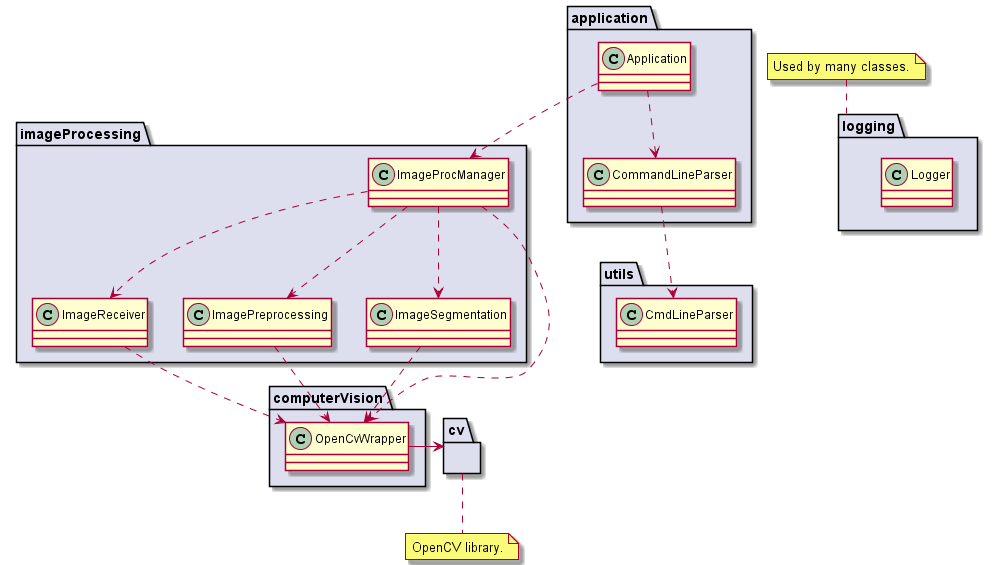 application
C Application
Used by many classes.
logging
imageProcessing
C ImageProcManager
C CommandLineParser
C Logger
utils
C ImageReceiver
C ImagePreprocessing
C ImageSegmentation
C CmdLineParser
computerVision
cv
C OpenCvWrapper
OpenCV library.